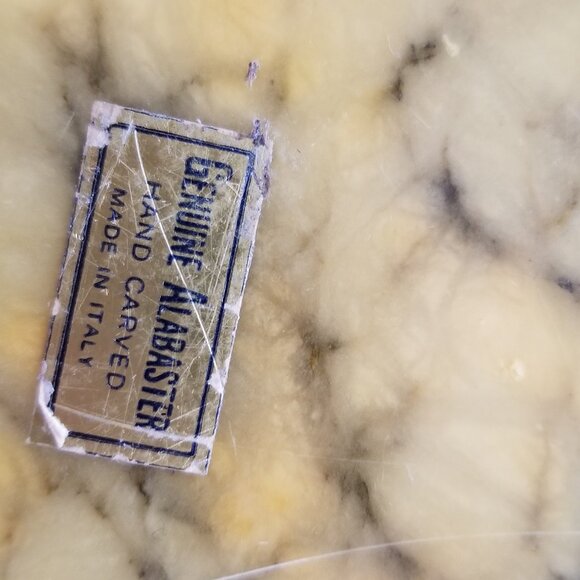 GENUINE ALABASTER
HAND CARVED
MADE IN ITALY